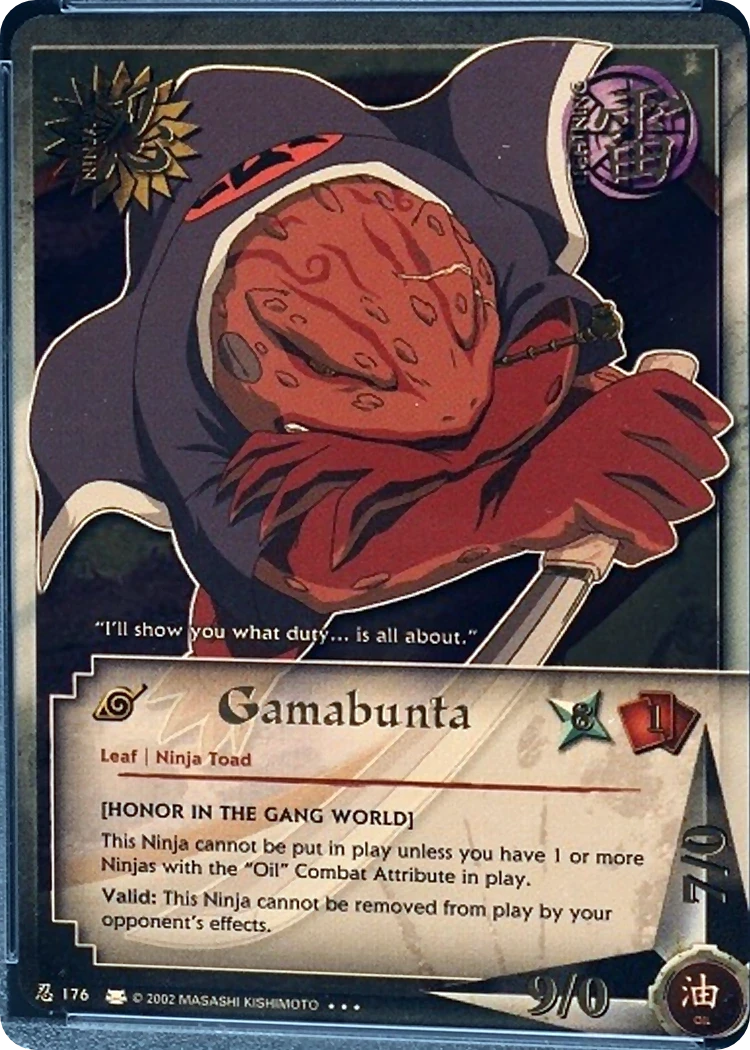 NINJA
LIGHTNING
"I'll show you what duty... is all about."
Gamabunta
8
1
Leaf | Ninja Toad
[HONOR IN THE GANG WORLD]
This Ninja cannot be put in play unless you have 1 or more
Ninjas with the "Oil" Combat Attribute in play.
Valid: This Ninja cannot be removed from play by your
opponent's effects.
7/0
9/0
油
OIL
忍 176 © 2002 MASASHI KISHIMOTO